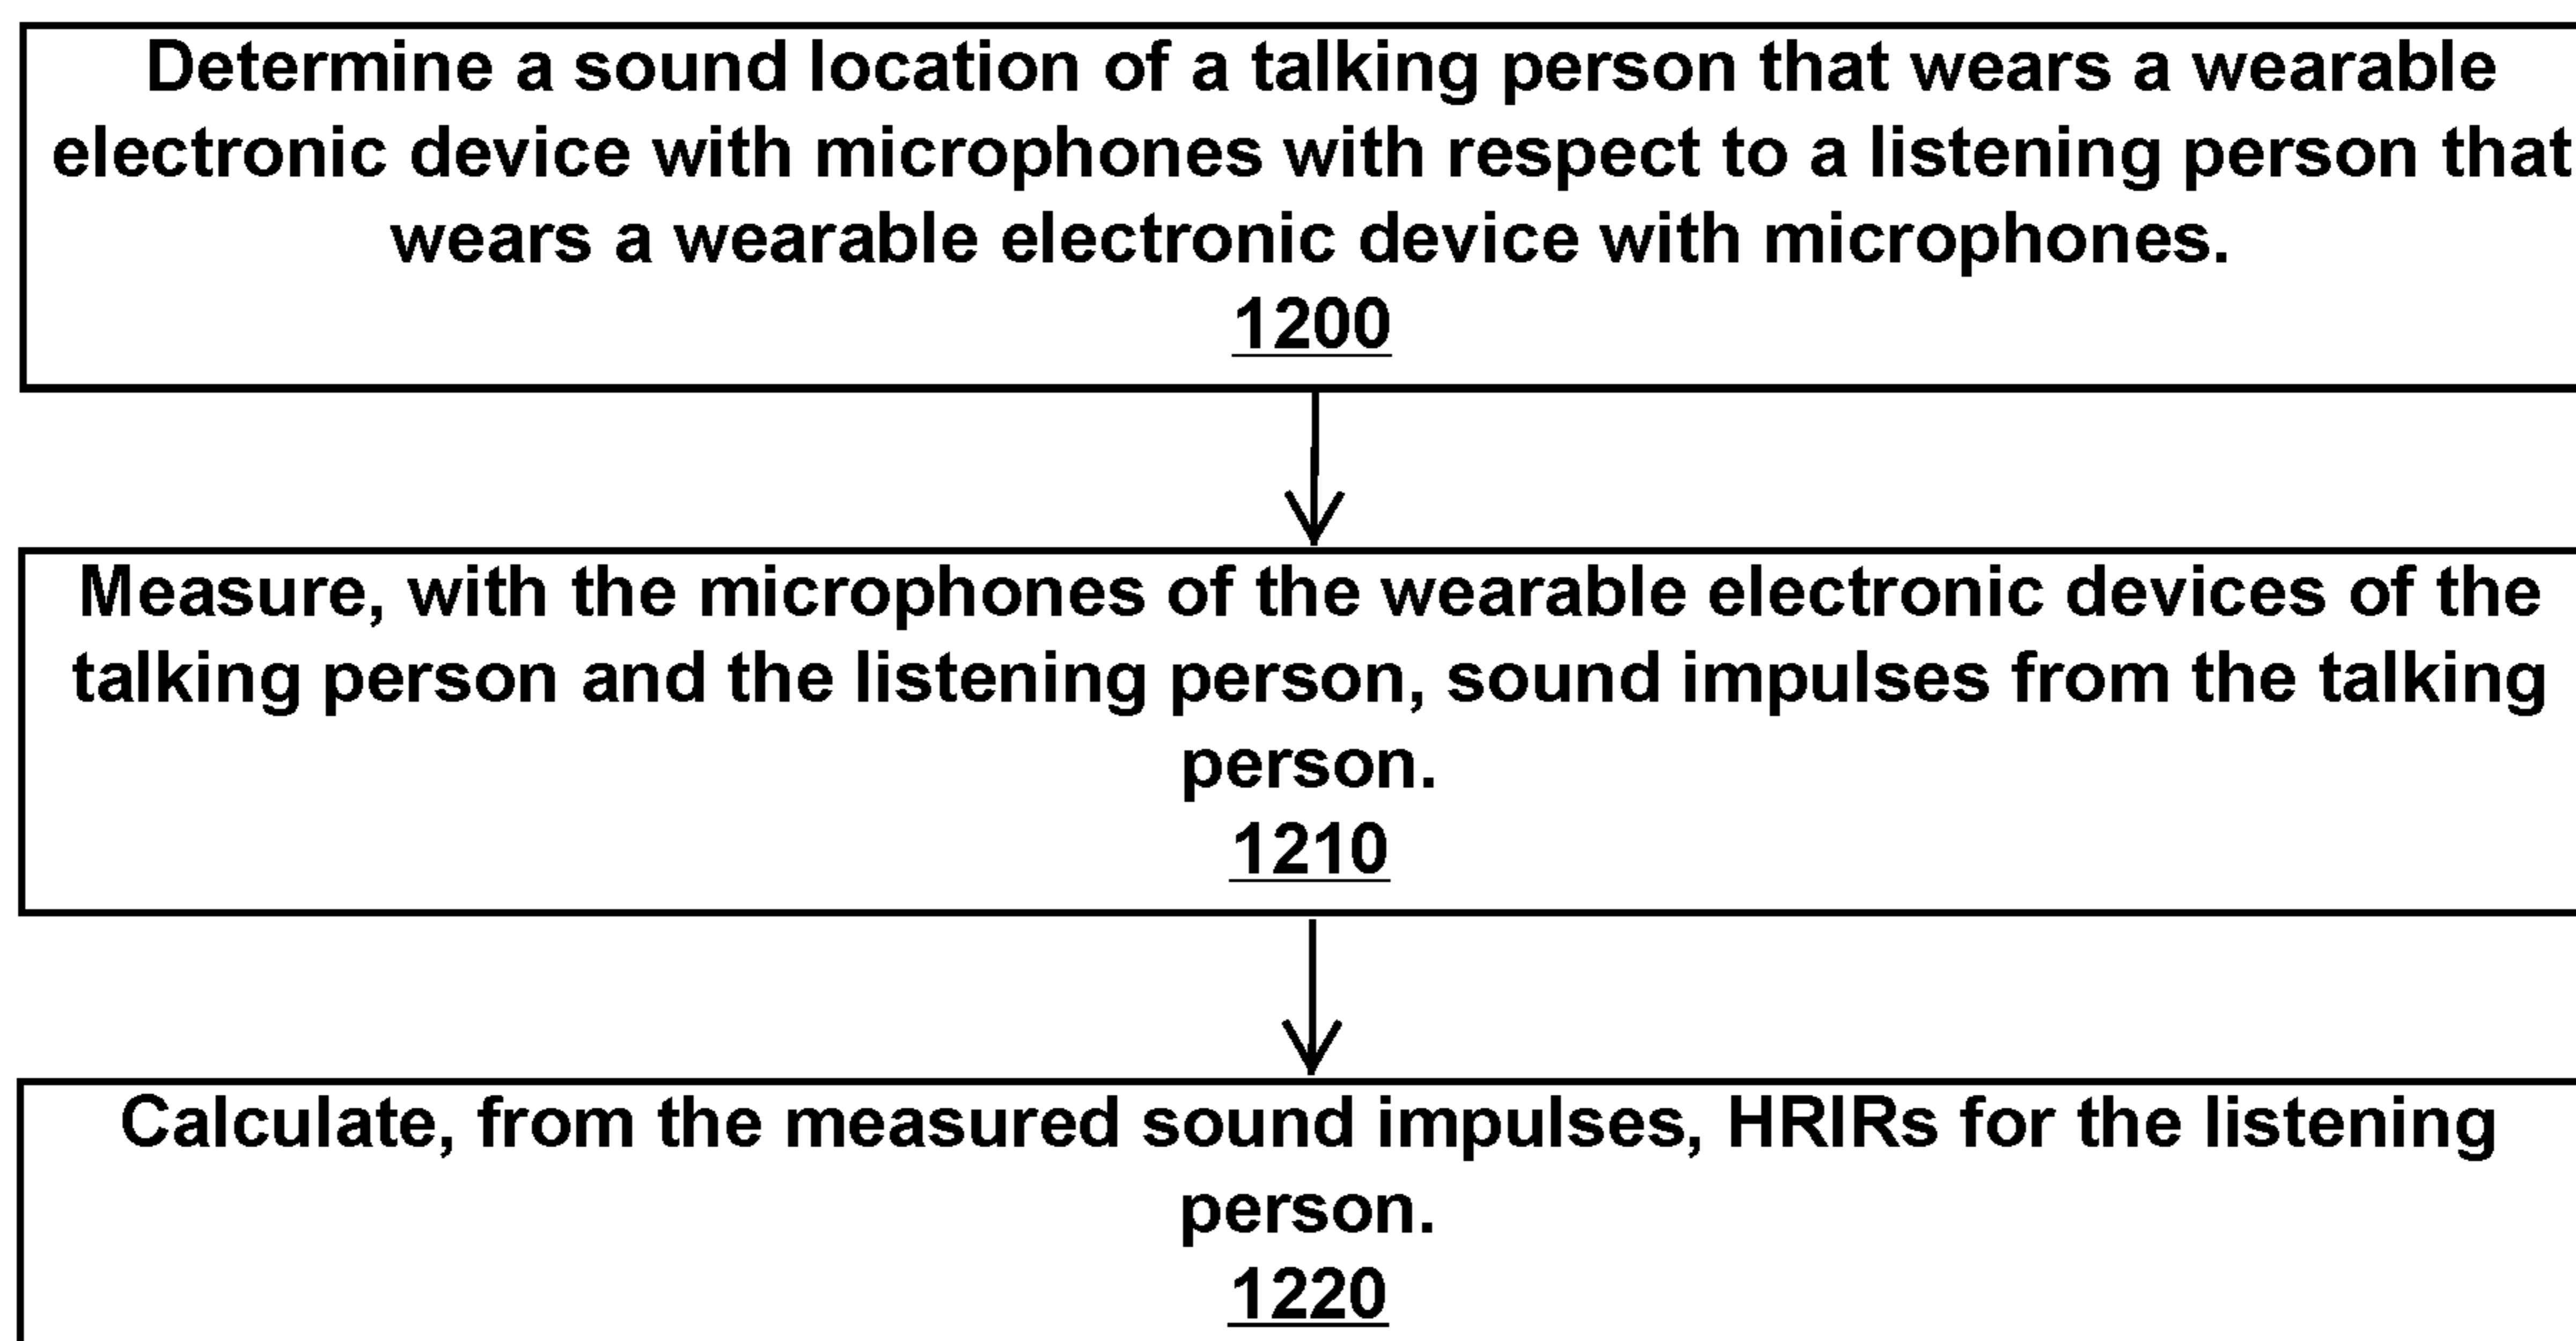 Determine a sound location of a talking person that wears a wearable
electronic device with microphones with respect to a listening person that
wears a wearable electronic device with microphones.
1200
Measure, with the microphones of the wearable electronic devices of the
talking person and the listening person, sound impulses from the talking
person.
1210
Calculate, from the measured sound impulses, HRIRs for the listening
person.
1220